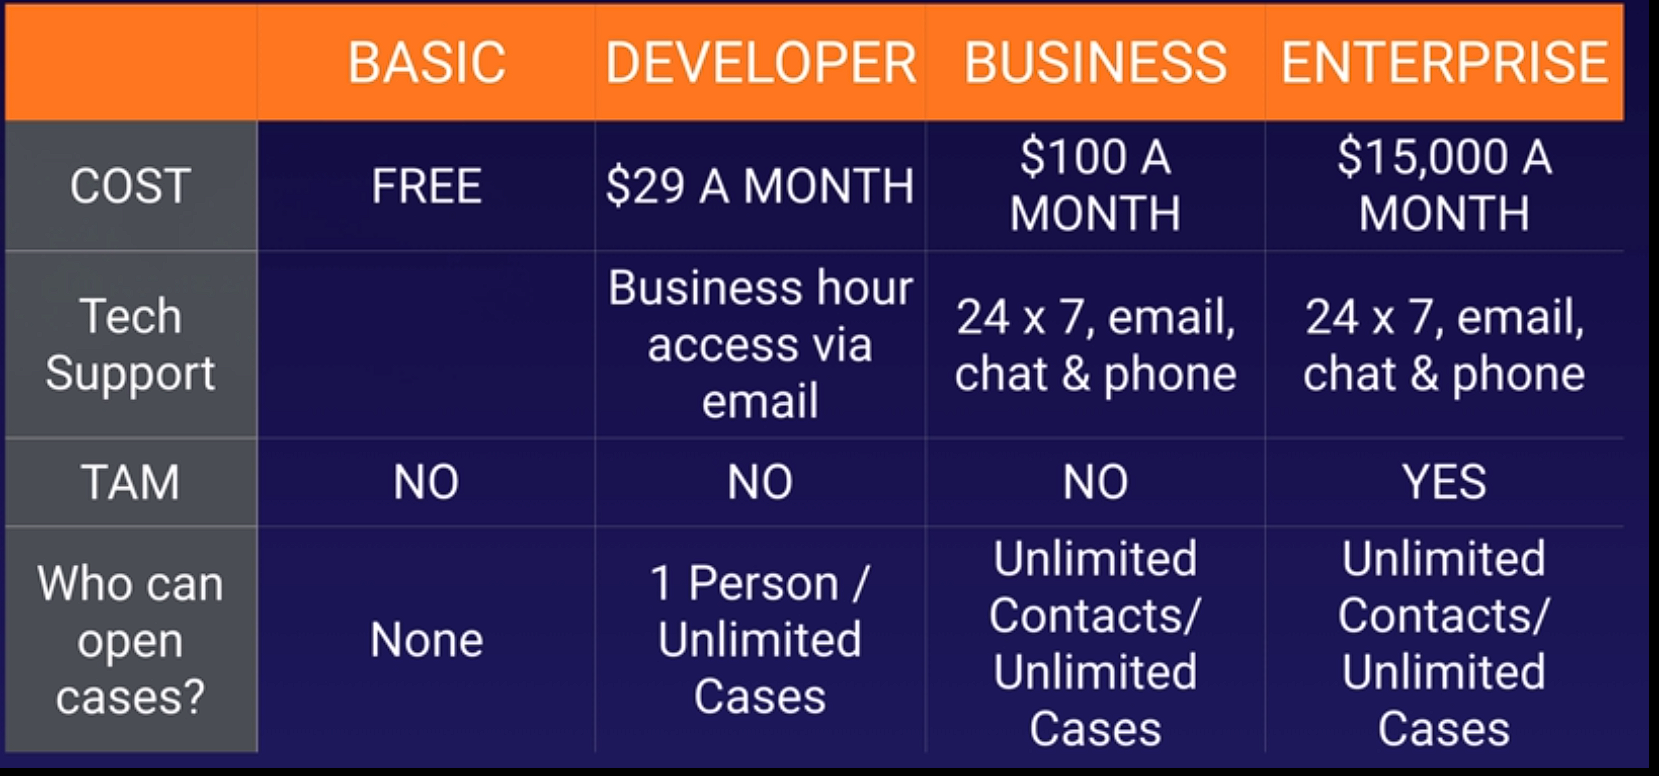 BASIC DEVELOPER BUSINESS ENTERPRISE
COST
FREE
$29 A MONTH
$100 A
MONTH
$15,000 A
MONTH
Tech
Support
Business hour
access via
email
24 x 7, email,
chat & phone
24 x 7, email,
chat & phone
TAM
NO
NO
NO
YES
Who can
open
cases?
None
1 Person /
Unlimited
Cases
Unlimited
Contacts/
Unlimited
Cases
Unlimited
Contacts/
Unlimited
Cases